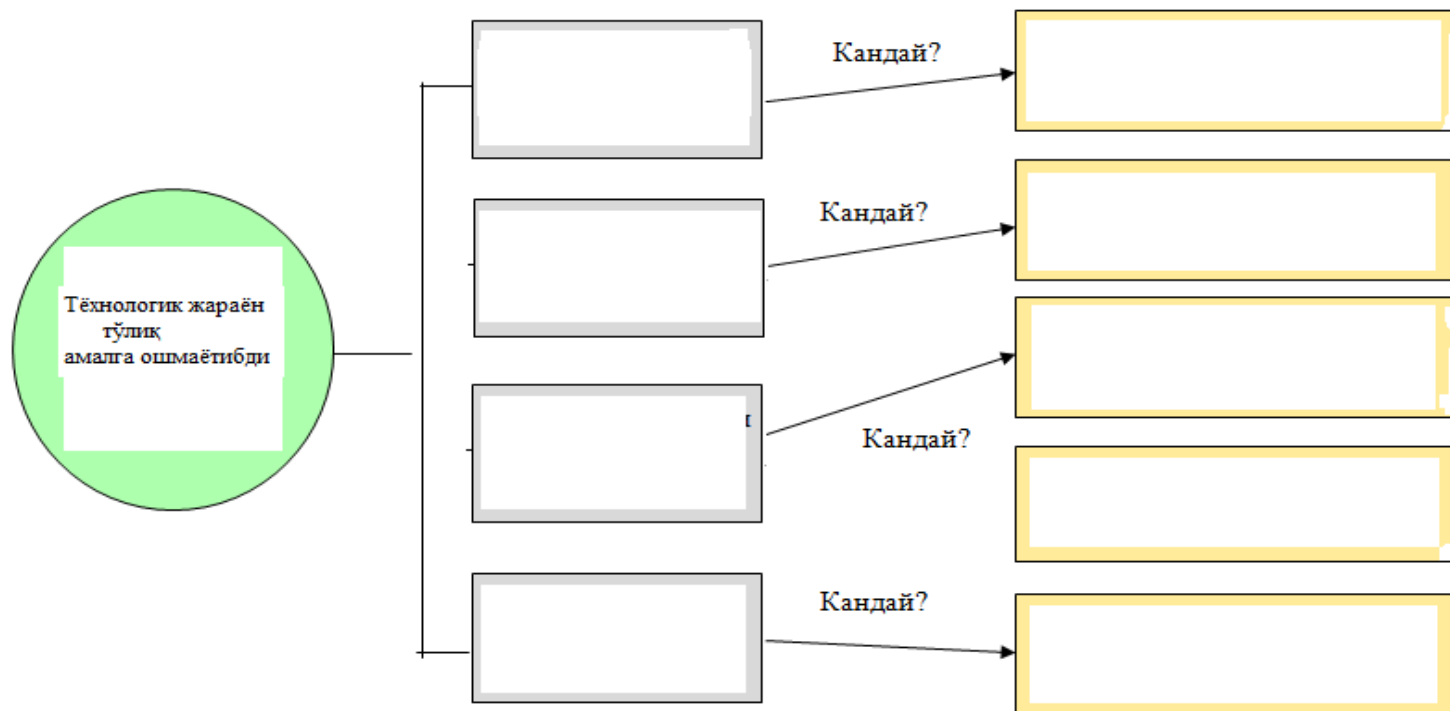 Кандай?
Кандай?
Тёхнологик жараён
тўлиқ
амалга ошмаётибди
Кандай?
Кандай?